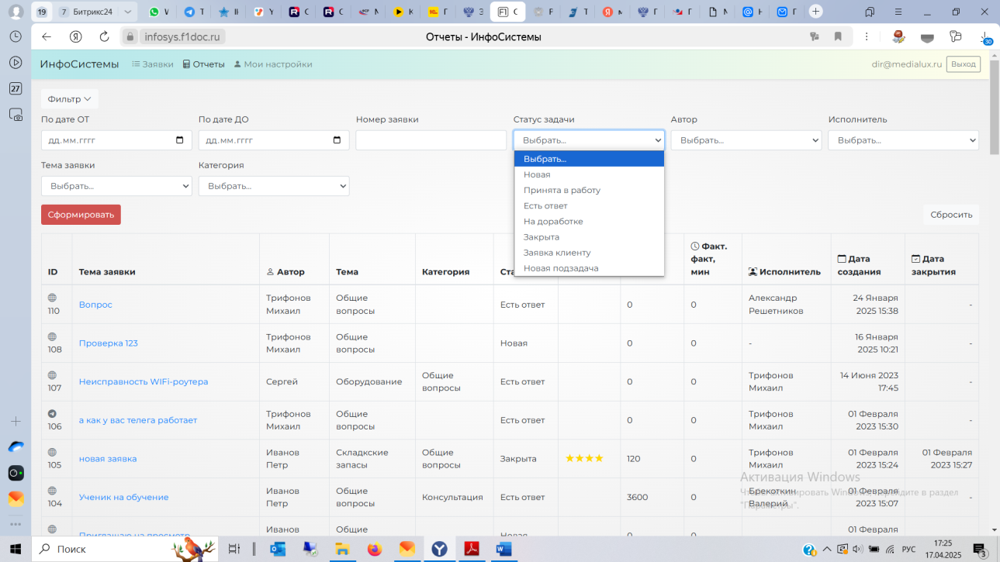 19
7 Битрикс24
infosys.f1doc.ru
Отчеты - ИнфоСистемы
30
27
ИнфоСистемы Заявки Отчеты Мои настройки
dir@medialux.ru Выход
Фильтр
По дате ОТ По дате ДО Номер заявки Статус задачи Автор Исполнитель
дд.мм.гггг дд.мм.гггг Выбрать... Выбрать... Выбрать...
Выбрать...
Новая
Принята в работу
Есть ответ
На доработке
Закрыта
Заявка клиенту
Новая подзадача
Тема заявки Категория
Выбрать... Выбрать...
Сформировать Сбросить
ID Тема заявки Автор Тема Категория Факт. факт, мин Исполнитель Дата создания Дата закрытия
110 Вопрос Трифонов Михаил Общие вопросы Есть ответ 0 0 Александр Решетников 24 Января 2025 15:38 -
108 Проверка 123 Трифонов Михаил Общие вопросы Новая 0 0 - 16 Января 2025 10:21 -
107 Неисправность WIFi-роутера Сергей Оборудование Общие вопросы Есть ответ 0 0 Трифонов Михаил 14 Июня 2023 17:45 -
106 а как у вас телега работает Трифонов Михаил Общие вопросы Есть ответ 0 0 Трифонов Михаил 01 Февраля 2023 15:30 -
105 новая заявка Иванов Петр Складкские запасы Общие вопросы Закрыта 120 0 Трифонов Михаил 01 Февраля 2023 15:24 01 Февраля 2023 15:27
104 Ученик на обучение Иванов Петр Общие вопросы Консультация Есть ответ 3600 0 Валерий 01 Февраля 2023 15:07 -
Приглашаю на просмотр Иванов Общие Новая 0 0 01 Февраля
Активация Windows
Чтобы активировать Windows, перейдите в раздел
"Параметры".
Поиск
РУС
17:25
17.04.2025
3